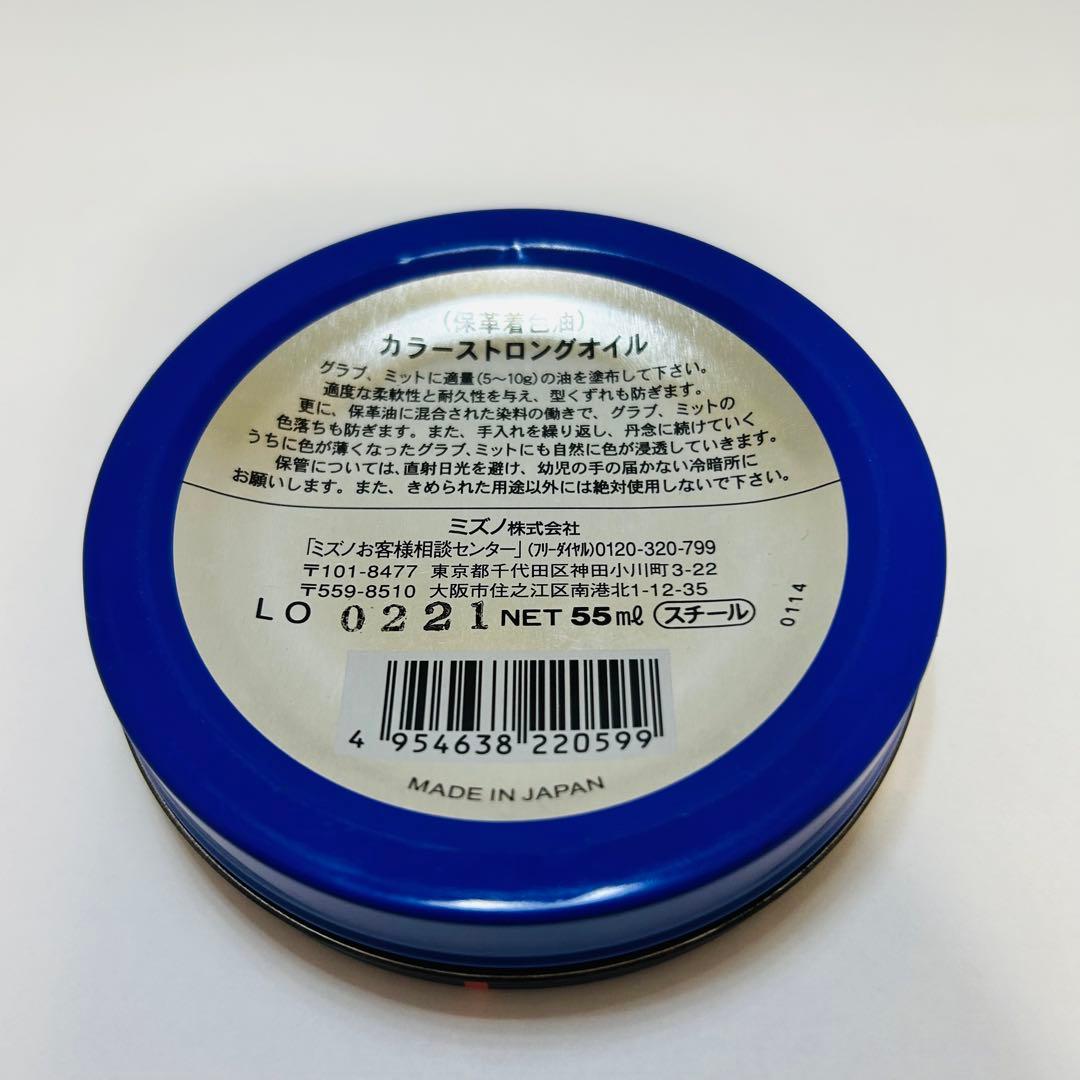 (保革着色油)
カラーストロングオイル
グラブ、ミットに適量(5〜10g)の油を塗布して下さい。
適度な柔軟性と耐久性を与え、型くずれも防ぎます。
更に、保革油に混合された染料の働きで、グラブ、ミットの
色落ちも防ぎます。また、手入れを繰り返し、丹念に続けていく
うちに色が薄くなったグラブ、ミットにも自然に色が浸透していきます。
保管については、直射日光を避け、幼児の手の届かない冷暗所に
お願いします。また、きめられた用途以外には絶対使用しないで下さい。
ミズノ株式会社
「ミズノお客様相談センター」(フリーダイヤル)0120-320-799
〒101-8477 東京都千代田区神田小川町3-22
〒559-8510 大阪市住之江区南港北1-12-35
LO 0221 NET 55mℓ スチール
0114
4 954638 220599
MADE IN JAPAN